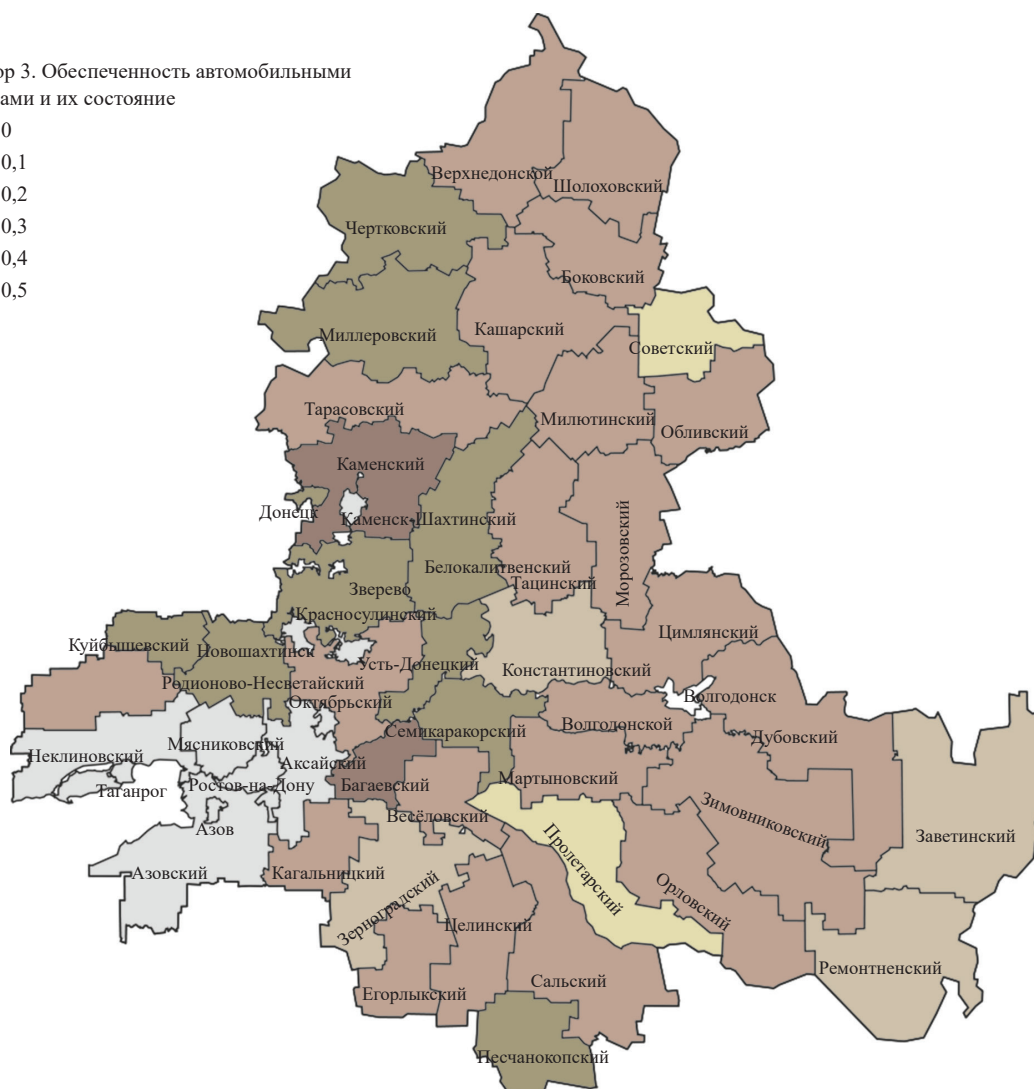 ор 3. Обеспеченность автомобильными
ами и их состояние
0
0,1
0,2
0,3
0,4
0,5
Верхнедонской
Шолоховский
Чертковский
Боковский
Миллеровский
Кашарский
Советский
Тарасовский
Милютинский
Обливский
Каменский
Донецк
Каменск-Шахтинский
Морозовский
Белокалитвенский
Тацинский
Зверево
Красносулинский
Куйбышевский
Новошахтинск
Цимлянский
Усть-Донецкий
Константиновский
Родионово-Несветайский
Волгодонск
Октябрьский
Семикаракорский
Волгодонской
Дубовский
Неклиновский
Мясниковский
Аксайский
Таганрог
Ростов-на-Дону
Багаевский
Мартыновский
Зимовниковский
Азов
Весёловский
Заветинский
Азовский
Кагальницкий
Пролетарский
Орловский
Зерноградский
Целинский
Ремонтненский
Егорлыкский
Сальский
Песчанокопский